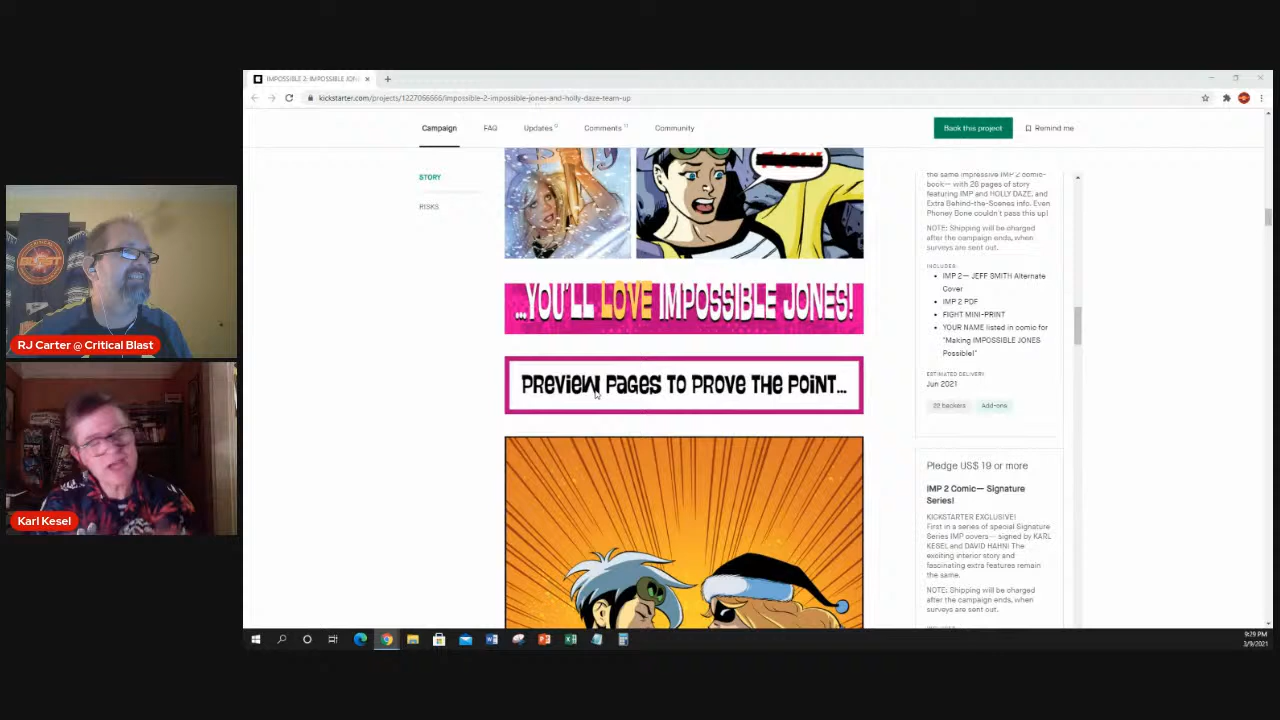 IMPOSSIBLE 2: IMPOSSIBLE JON
kickstarter.com/projects/1227066666/impossible-2-impossible-jones-and-holly-daze-team-up
Campaign
FAQ
Updates
Comments
Community
Back this project
Remind me
STORY
RISKS
...YOU'LL LOVE IMPOSSIBLE JONES!
PREVIEW PAGES TO PROVE THE POINT...
the same impressive IMP 2 comic-
book— with 28 pages of story
featuring IMP and HOLLY DAZE, and
Extra Behind-the-Scenes info. Even
Phoney Bone couldn't pass this up!
NOTE: Shipping will be charged
after the campaign ends, when
surveys are sent out.
INCLUDES:
• IMP 2— JEFF SMITH Alternate
Cover
• IMP 2 PDF
• FIGHT MINI-PRINT
• YOUR NAME listed in comic for
"Making IMPOSSIBLE JONES
Possible!"
ESTIMATED DELIVERY
Jun 2021
22 backers
Add-ons
Pledge US$ 19 or more
IMP 2 Comic— Signature
Series!
KICKSTARTER EXCLUSIVE!
First in a series of special Signature
Series IMP covers— signed by KARL
KESEL and DAVID HAHN! The
exciting interior story and
fascinating extra features remain
the same.
NOTE: Shipping will be charged
after the campaign ends, when
surveys are sent out.
CRITICAL
BLAST
RJ Carter @ Critical Blast
Karl Kesel
9:29 PM
3/9/2021